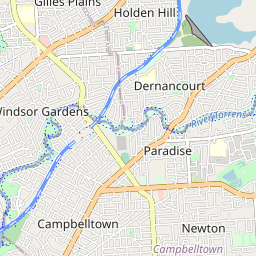 Gilles Plains
Holden Hill
Dernancourt
Windsor Gardens
River Torrens
Paradise
Campbelltown
Newton
Campbelltown